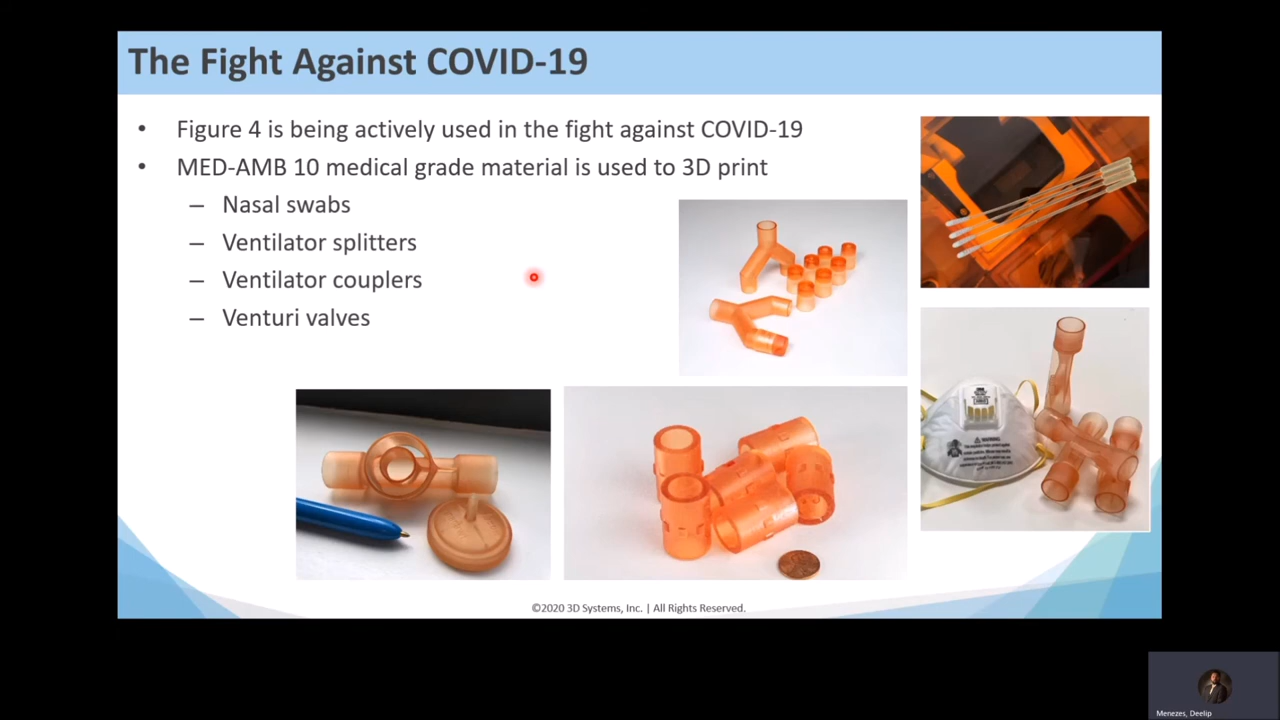 The Fight Against COVID-19
• Figure 4 is being actively used in the fight against COVID-19
• MED-AMB 10 medical grade material is used to 3D print
– Nasal swabs
– Ventilator splitters
– Ventilator couplers
– Venturi valves
WARNING
©2020 3D Systems, Inc. | All Rights Reserved.
Menezes, Deelip